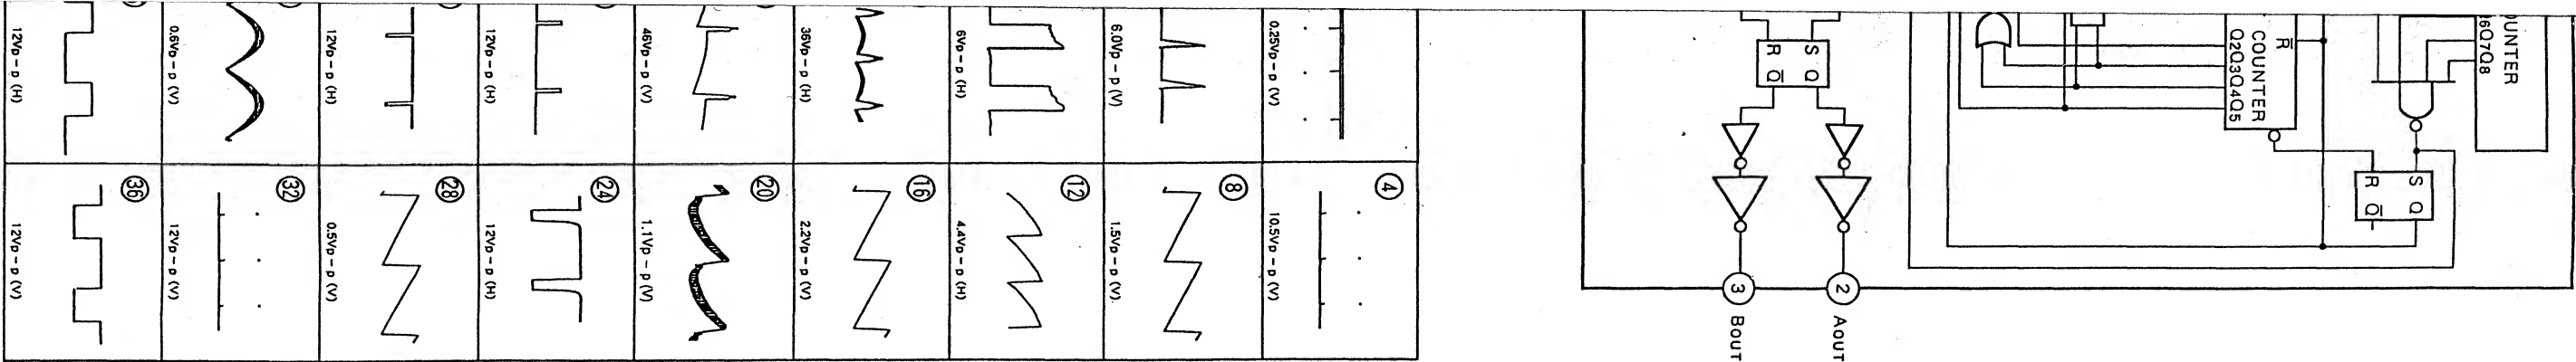 0.25Vp-p (V)
④
10.5Vp-p (V)
6.0Vp-p (V)
⑧
1.5Vp-p (V)
6Vp-p (H)
⑫
4.4Vp-p (H)
36Vp-p (H)
⑯
2.2Vp-p (V)
46Vp-p (V)
⑳
1.1Vp-p (V)
12Vp-p (H)
㉔
12Vp-p (H)
12Vp-p (H)
㉘
0.5Vp-p (V)
0.6Vp-p (V)
㉜
12Vp-p (V)
12Vp-p (H)
㊱
12Vp-p (V)
OUNTER
Q6Q7Q8
S Q
R Q̅
R̅
COUNTER
Q2Q3Q4Q5
S Q
R Q̅
② AOUT
③ BOUT